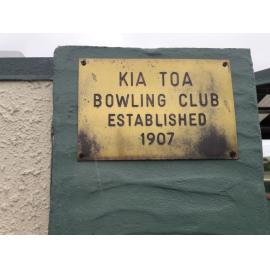 KIA TOA
BOWLING CLUB
ESTABLISHED
1907